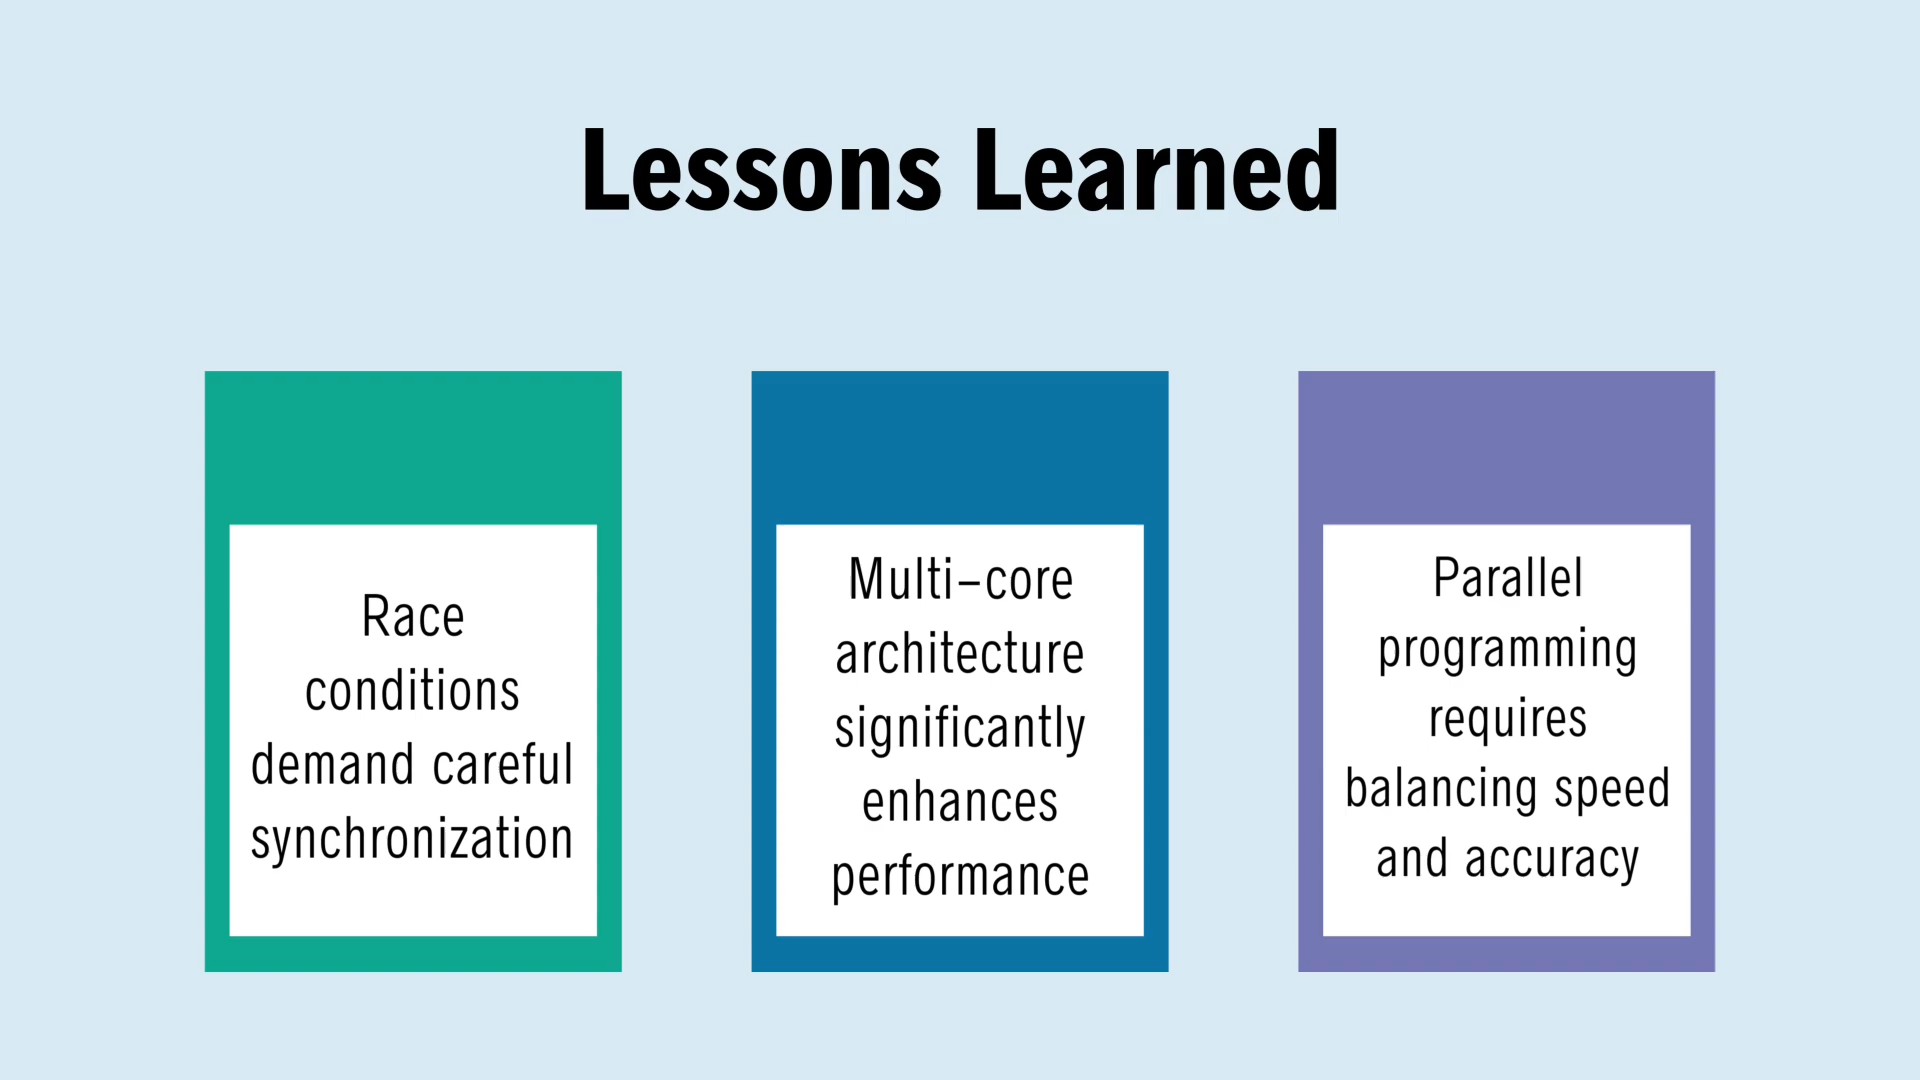 Lessons Learned
Race
conditions
demand careful
synchronization
Multi–core
architecture
significantly
enhances
performance
Parallel
programming
requires
balancing speed
and accuracy